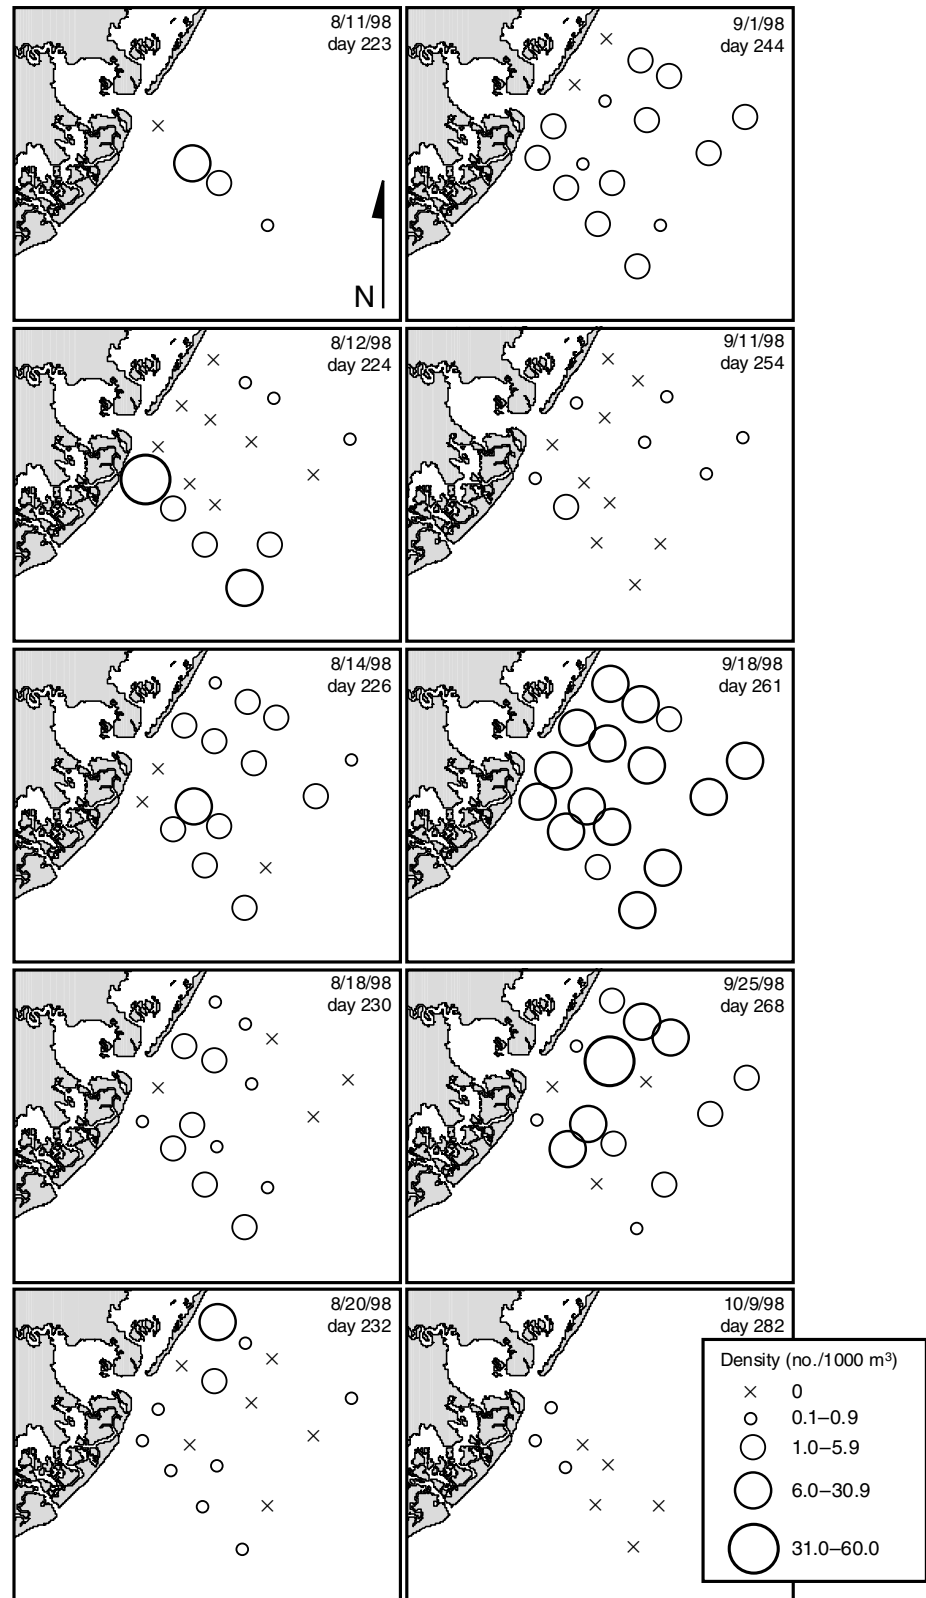 8/11/98
day 223
N
9/1/98
day 244
8/12/98
day 224
9/11/98
day 254
8/14/98
day 226
9/18/98
day 261
8/18/98
day 230
9/25/98
day 268
8/20/98
day 232
10/9/98
day 282
Density (no./1000 m³)
0
0.1–0.9
1.0–5.9
6.0–30.9
31.0–60.0